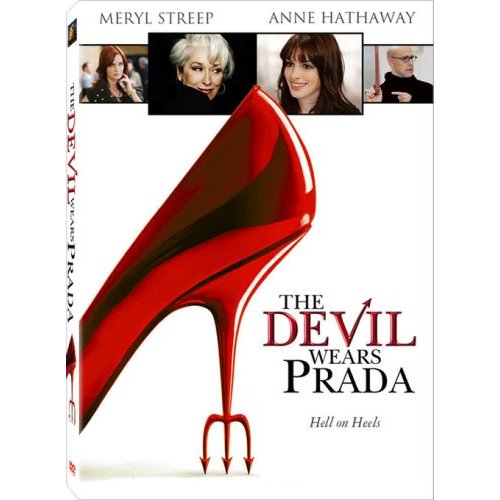 MERYL STREEP ANNE HATHAWAY
THE DEVIL WEARS PRADA
THE
DEVIL
WEARS
PRADA
Hell on Heels